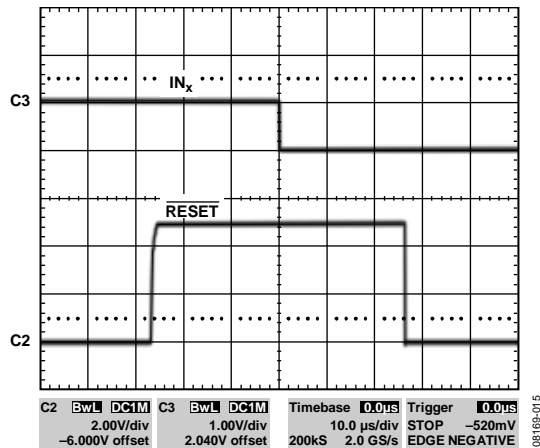 INx
C3
RESET
C2
C2 BwL DC1M C3 BwL DC1M Timebase 0.0µs Trigger 0.0µs
2.00V/div 1.00V/div 10.0 µs/div STOP –520mV
–6.000V offset 2.040V offset 200kS 2.0 GS/s EDGE NEGATIVE
08169-015